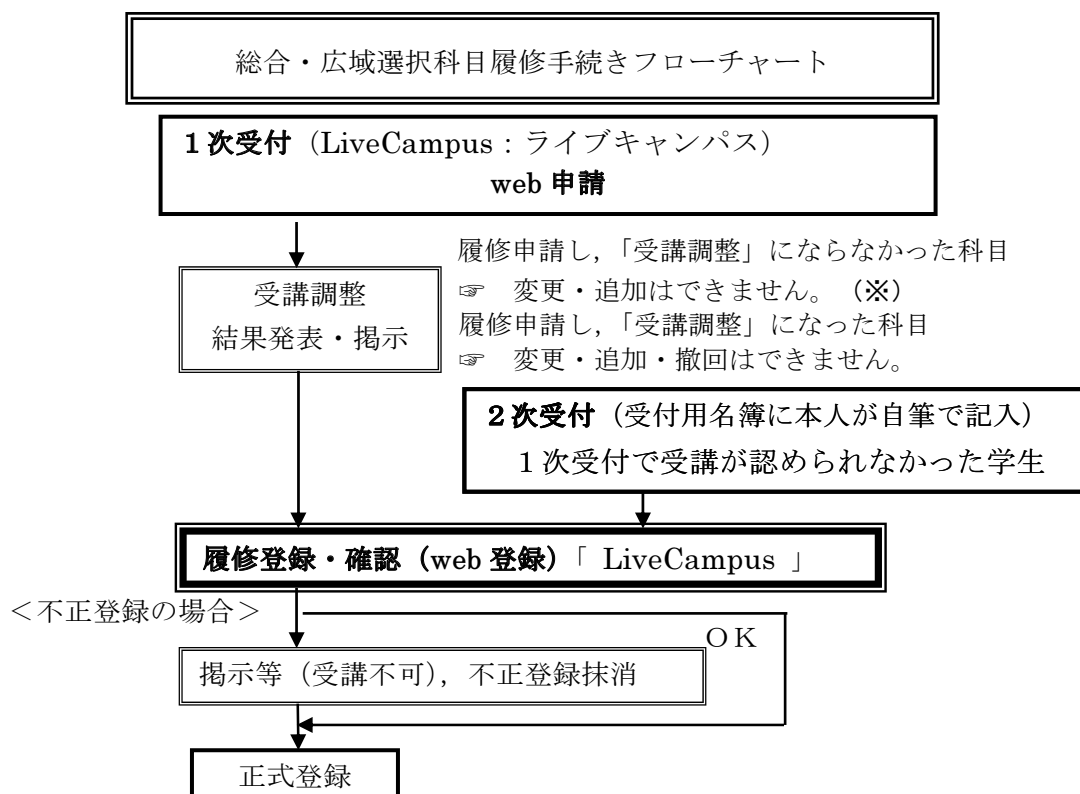 総合・広域選択科目履修手続きフローチャート
1次受付（LiveCampus：ライブキャンパス）
web 申請
履修申請し,「受講調整」にならなかった科目
☞ 変更・追加はできません。（※）
履修申請し,「受講調整」になった科目
☞ 変更・追加・撤回はできません。
受講調整
結果発表・掲示
2次受付（受付用名簿に本人が自筆で記入）
1次受付で受講が認められなかった学生
履修登録・確認（web 登録）「 LiveCampus 」
＜不正登録の場合＞
ＯＫ
掲示等（受講不可），不正登録抹消
正式登録